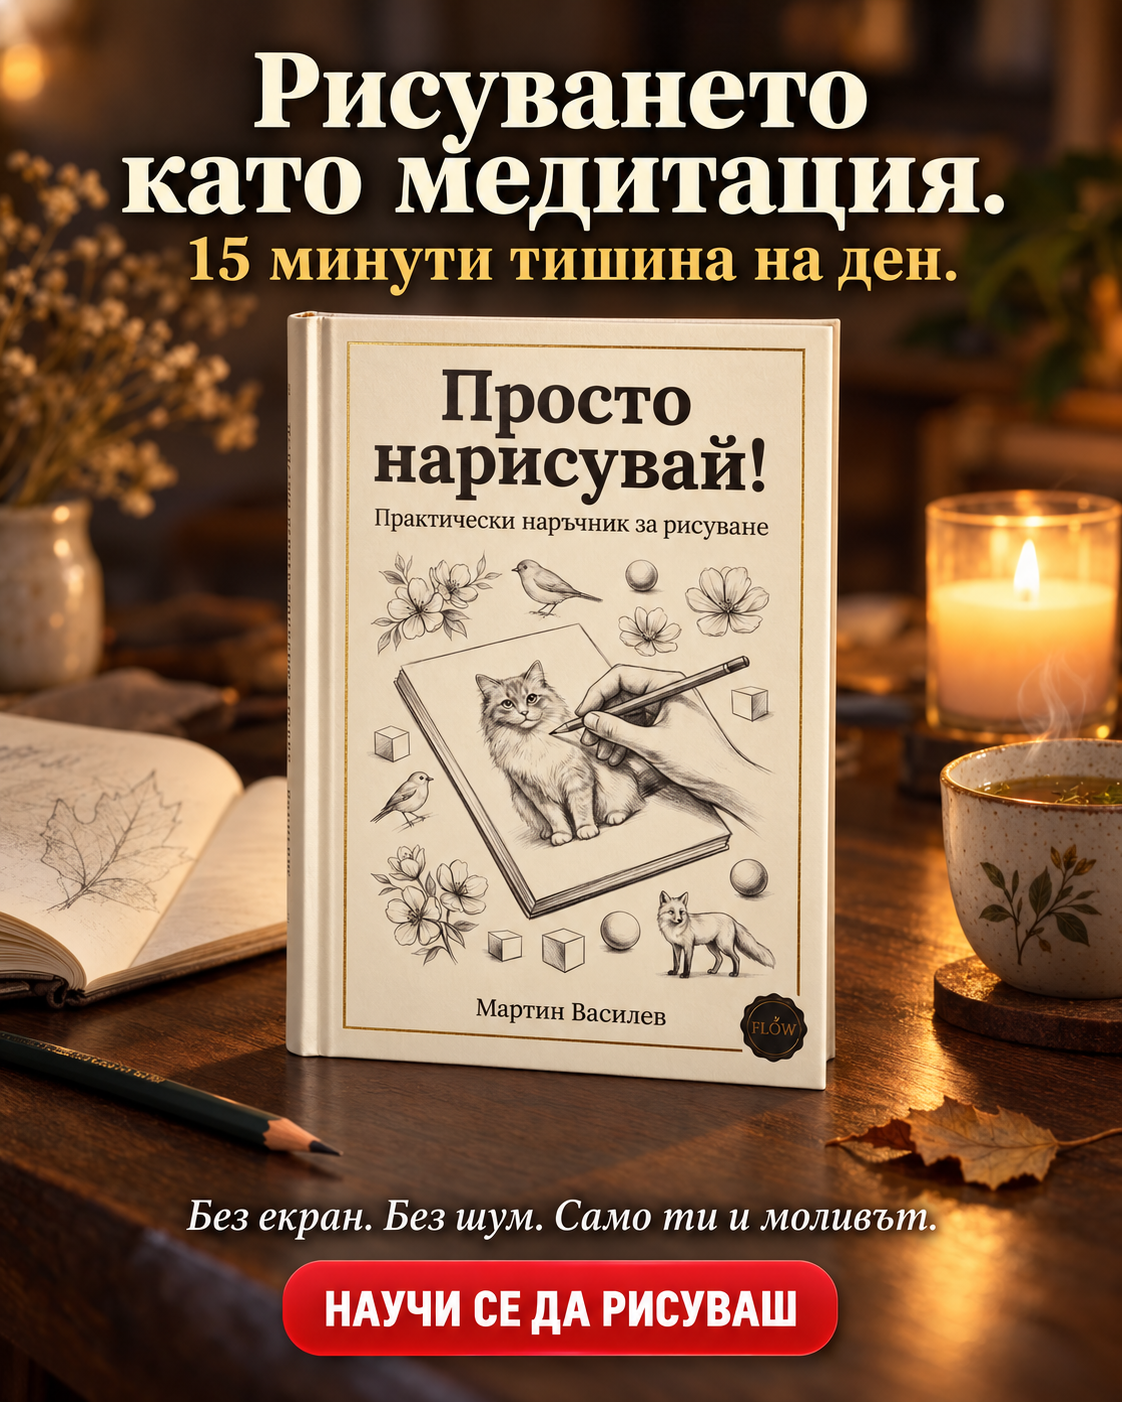 Рисуването
като медитация.
15 минути тишина на ден.
Просто
нарисувай!
Практически наръчник за рисуване
Мартин Василев
FLOW
Без екран. Без шум. Само ти и моливът.
НАУЧИ СЕ ДА РИСУВАШ